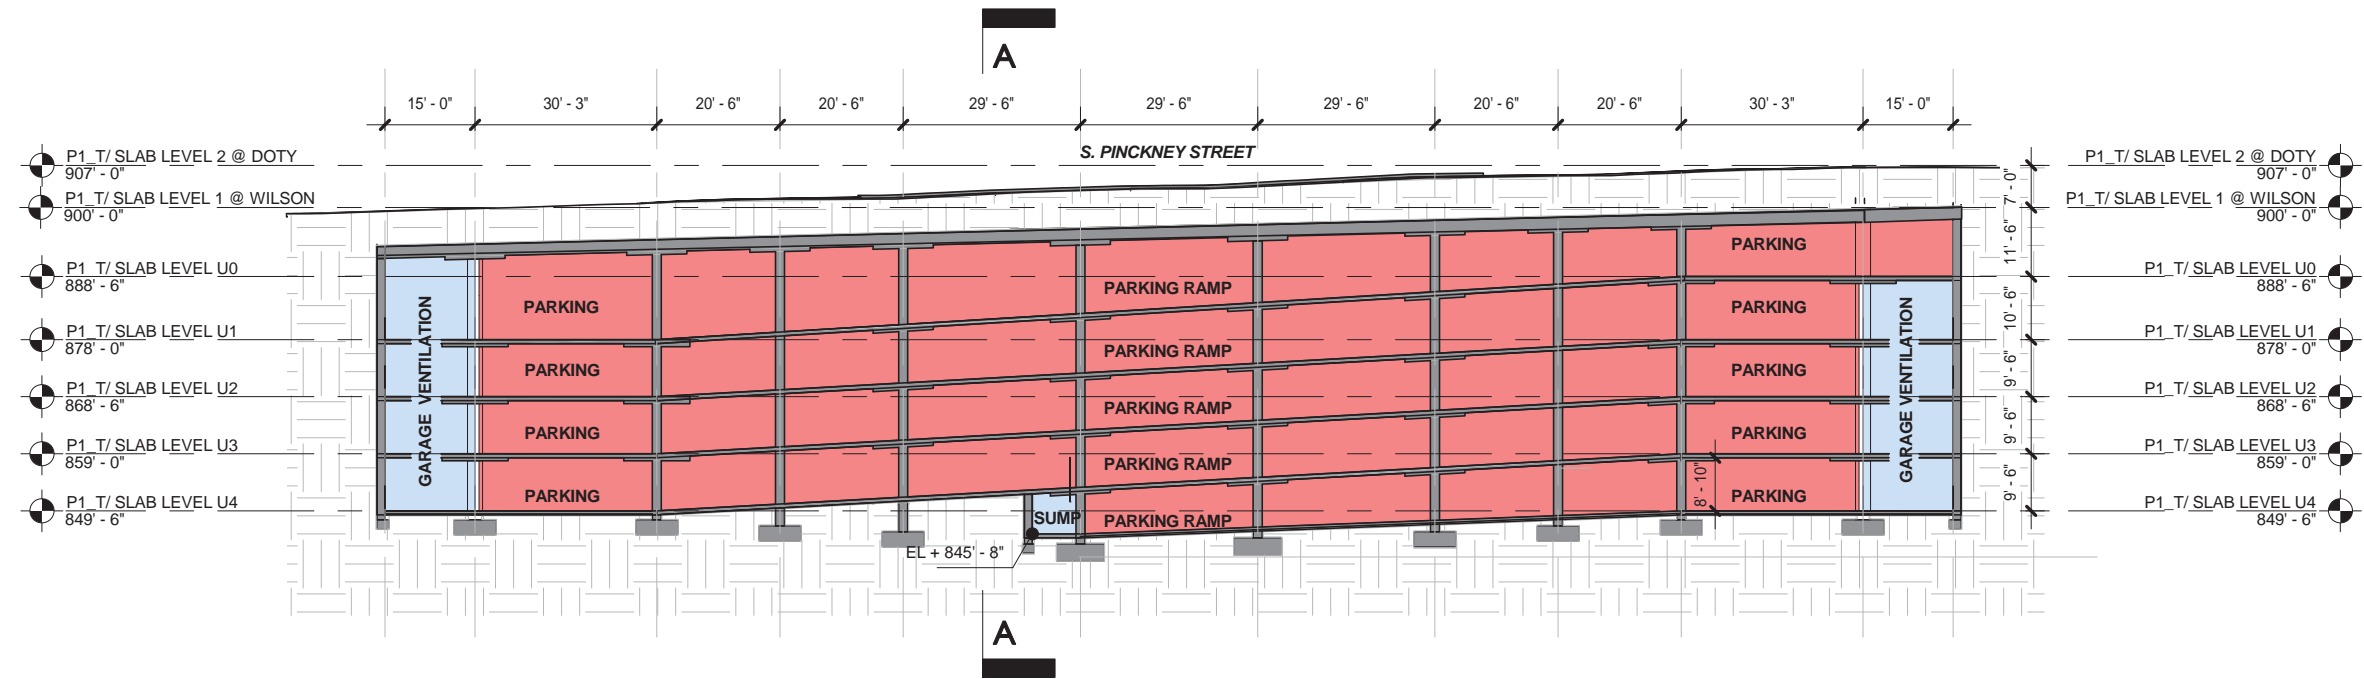 A
15' - 0" 30' - 3" 20' - 6" 20' - 6" 29' - 6" 29' - 6" 29' - 6" 20' - 6" 20' - 6" 30' - 3" 15' - 0"
S. PINCKNEY STREET
P1_T/ SLAB LEVEL 2 @ DOTY
907' - 0"
P1_T/ SLAB LEVEL 1 @ WILSON
900' - 0"
P1_T/ SLAB LEVEL U0
888' - 6"
P1_T/ SLAB LEVEL U1
878' - 0"
P1_T/ SLAB LEVEL U2
868' - 6"
P1_T/ SLAB LEVEL U3
859' - 0"
P1_T/ SLAB LEVEL U4
849' - 6"
GARAGE VENTILATION
PARKING
PARKING
PARKING
PARKING
PARKING RAMP
PARKING RAMP
PARKING RAMP
PARKING RAMP
PARKING RAMP
SUMP
EL + 845' - 8"
PARKING
PARKING
PARKING
PARKING
PARKING
8' - 10"
GARAGE VENTILATION
7' - 0"
11' - 6"
10' - 6"
9' - 6"
9' - 6"
9' - 6"
P1_T/ SLAB LEVEL 2 @ DOTY
907' - 0"
P1_T/ SLAB LEVEL 1 @ WILSON
900' - 0"
P1_T/ SLAB LEVEL U0
888' - 6"
P1_T/ SLAB LEVEL U1
878' - 0"
P1_T/ SLAB LEVEL U2
868' - 6"
P1_T/ SLAB LEVEL U3
859' - 0"
P1_T/ SLAB LEVEL U4
849' - 6"
A